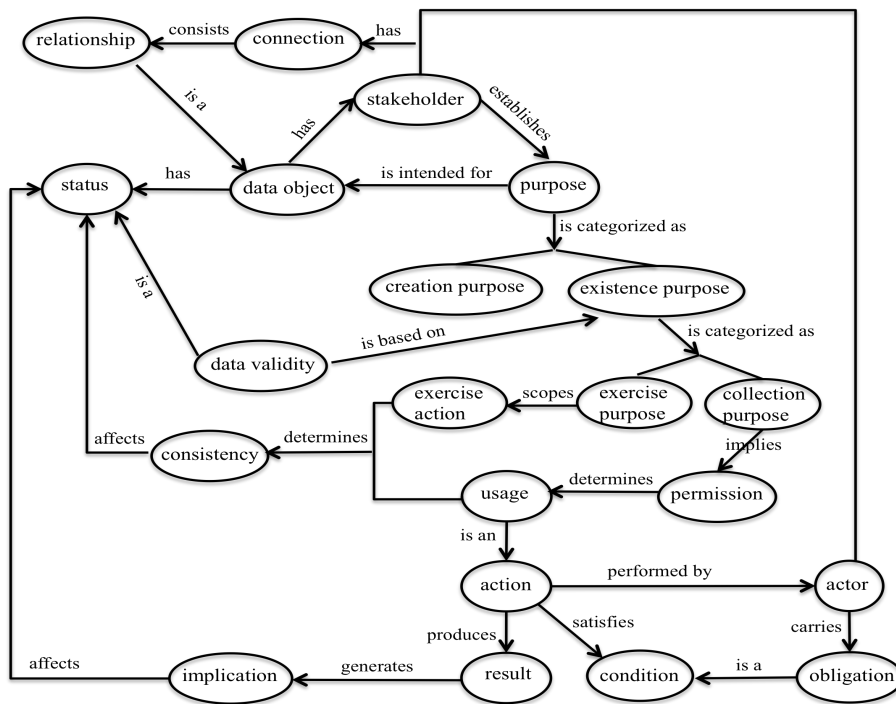 relationship
consists
connection
has
is a
has
stakeholder
establishes
status
has
data object
is intended for
purpose
is categorized as
is a
creation purpose
existence purpose
is based on
is categorized as
data validity
exercise
action
scopes
exercise
purpose
collection
purpose
affects
consistency
determines
implies
usage
determines
permission
is an
action
performed by
actor
produces
satisfies
carries
affects
implication
generates
result
condition
is a
obligation